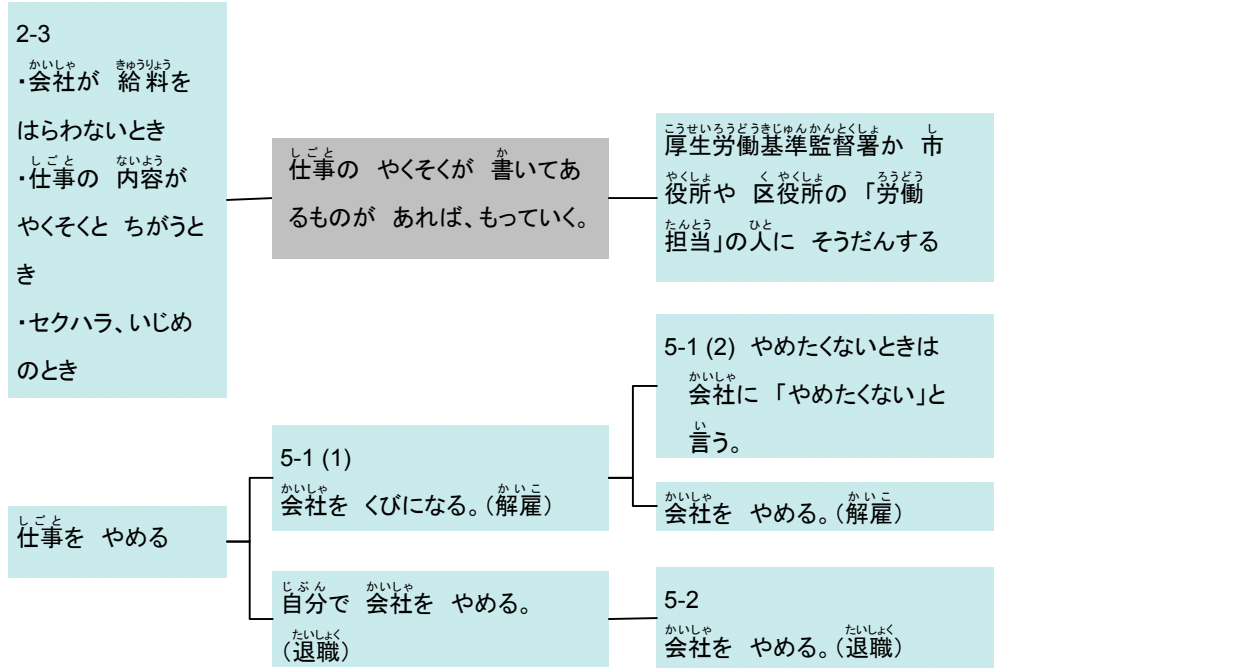 2-3
・会社が 給料を
はらわないとき
・仕事の 内容が
やくそくと ちがうと
き
・セクハラ、いじめ
のとき
仕事の やくそくが 書いてあ
るものが あれば、もっていく。
厚生労働基準監督署か 市
役所や 区役所の 「労働
担当」の人に そうだんする
仕事を やめる
5-1 (1)
会社を くびになる。（解雇）
5-1 (2) やめたくないときは
会社に 「やめたくない」と
言う。
会社を やめる。（解雇）
自分で 会社を やめる。
（退職）
5-2
会社を やめる。（退職）